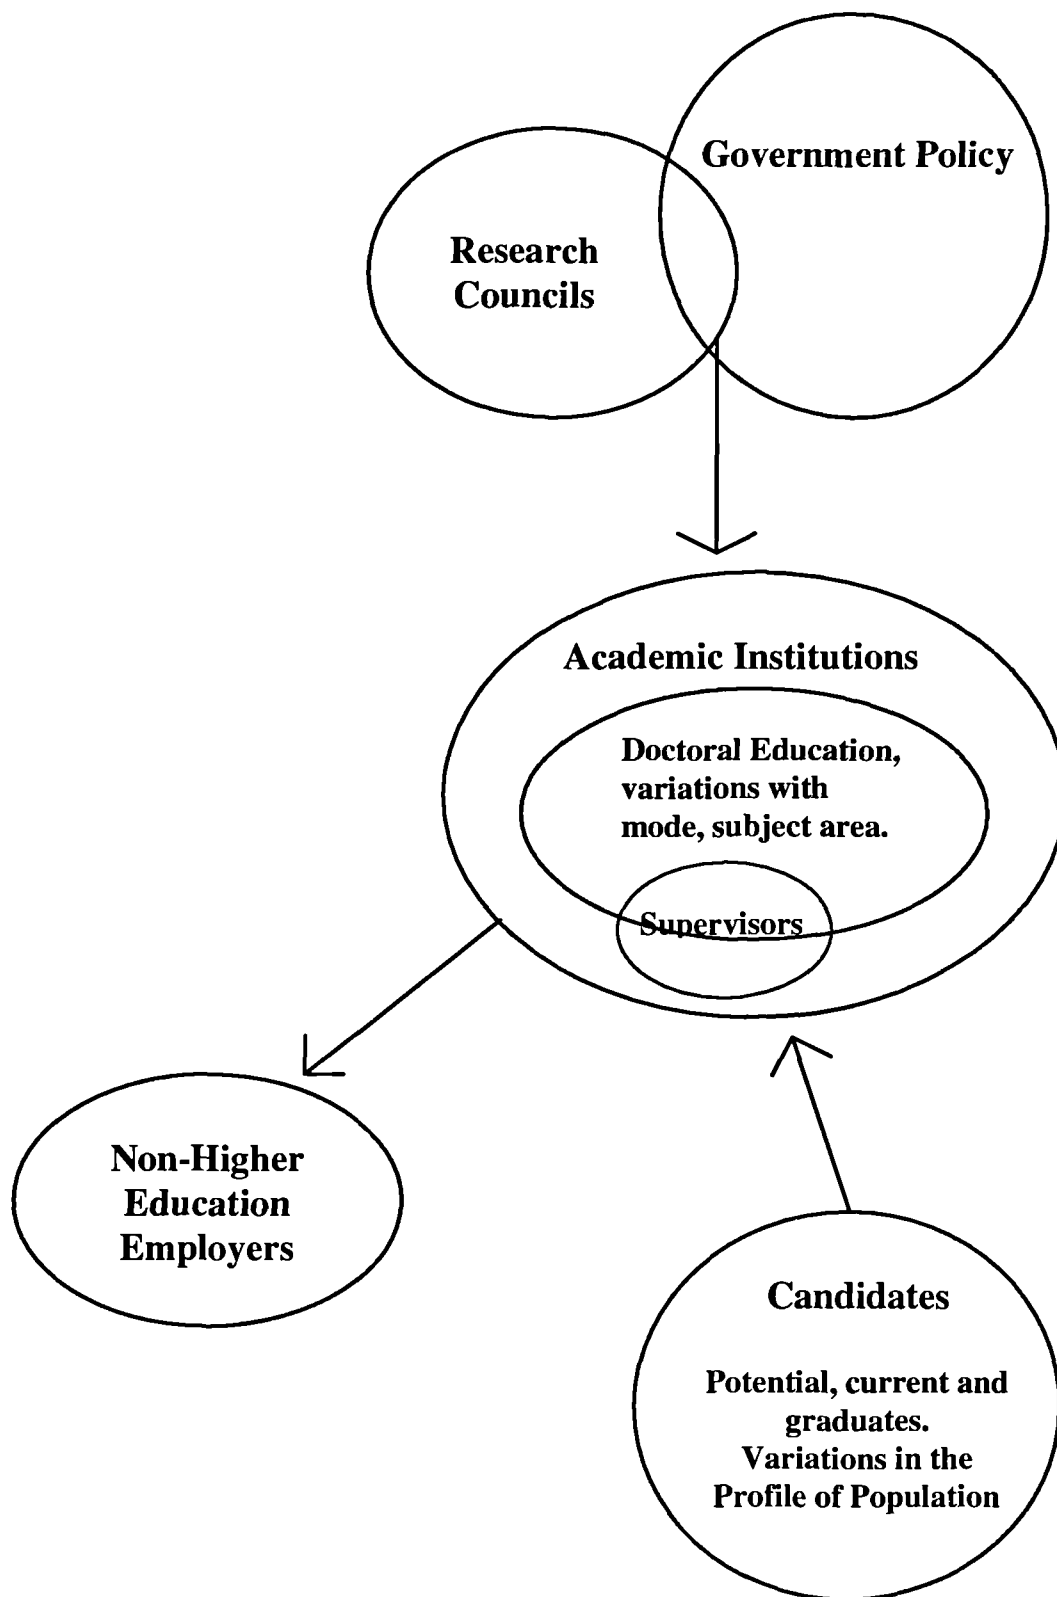 Government Policy
Research
Councils
Academic Institutions
Doctoral Education,
variations with
mode, subject area.
Supervisors
Non-Higher
Education
Employers
Candidates
Potential, current and
graduates.
Variations in the
Profile of Population